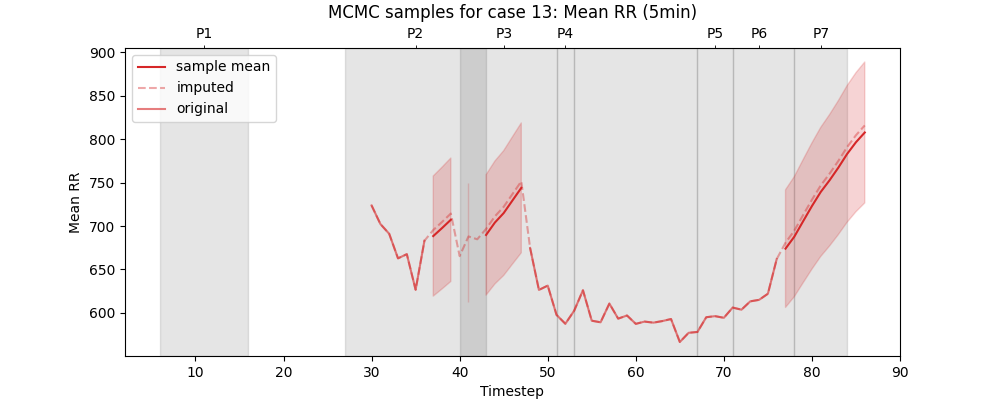 MCMC samples for case 13: Mean RR (5min)
P1 P2 P3 P4 P5 P6 P7
900
850
800
750
700
650
600
Mean RR
sample mean
imputed
original
10 20 30 40 50 60 70 80 90
Timestep